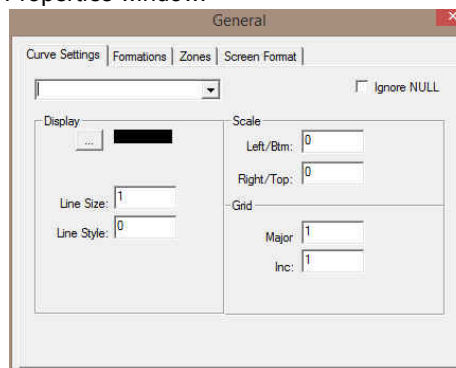 Properties window.
General
Curve Settings Formations Zones Screen Format
Ignore NULL
Display
...
Line Size: 1
Line Style: 0
Scale
Left/Btm: 0
Right/Top: 0
Grid
Major 1
Inc: 1